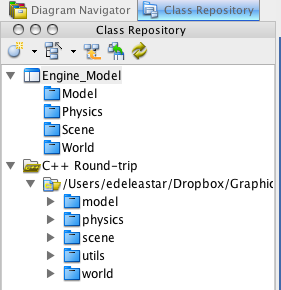 Diagram Navigator Class Repository
Class Repository
Engine_Model
Model
Physics
Scene
World
C++ Round-trip
/Users/edeleastar/Dropbox/Graphic
model
physics
scene
utils
world